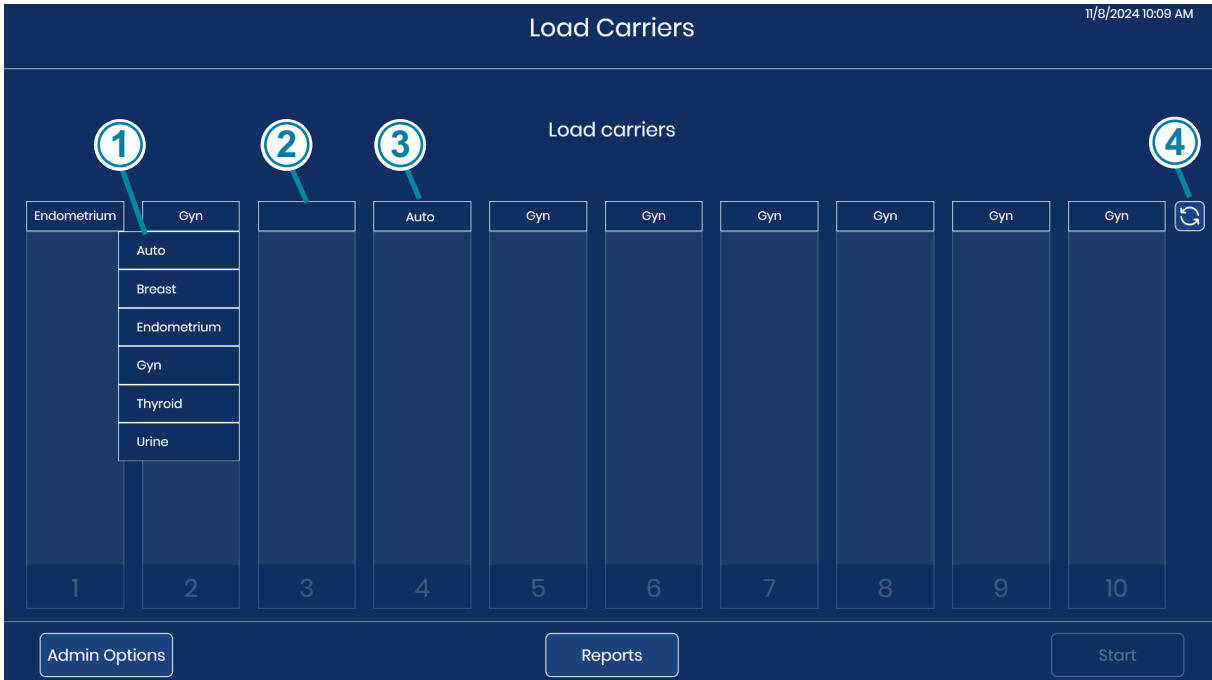 Load Carriers
11/8/2024 10:09 AM
Load carriers
1
2
3
4
Endometrium
Gyn
Auto
Gyn
Gyn
Gyn
Gyn
Gyn
Gyn
Auto
Breast
Endometrium
Gyn
Thyroid
Urine
1
2
3
4
5
6
7
8
9
10
Admin Options
Reports
Start